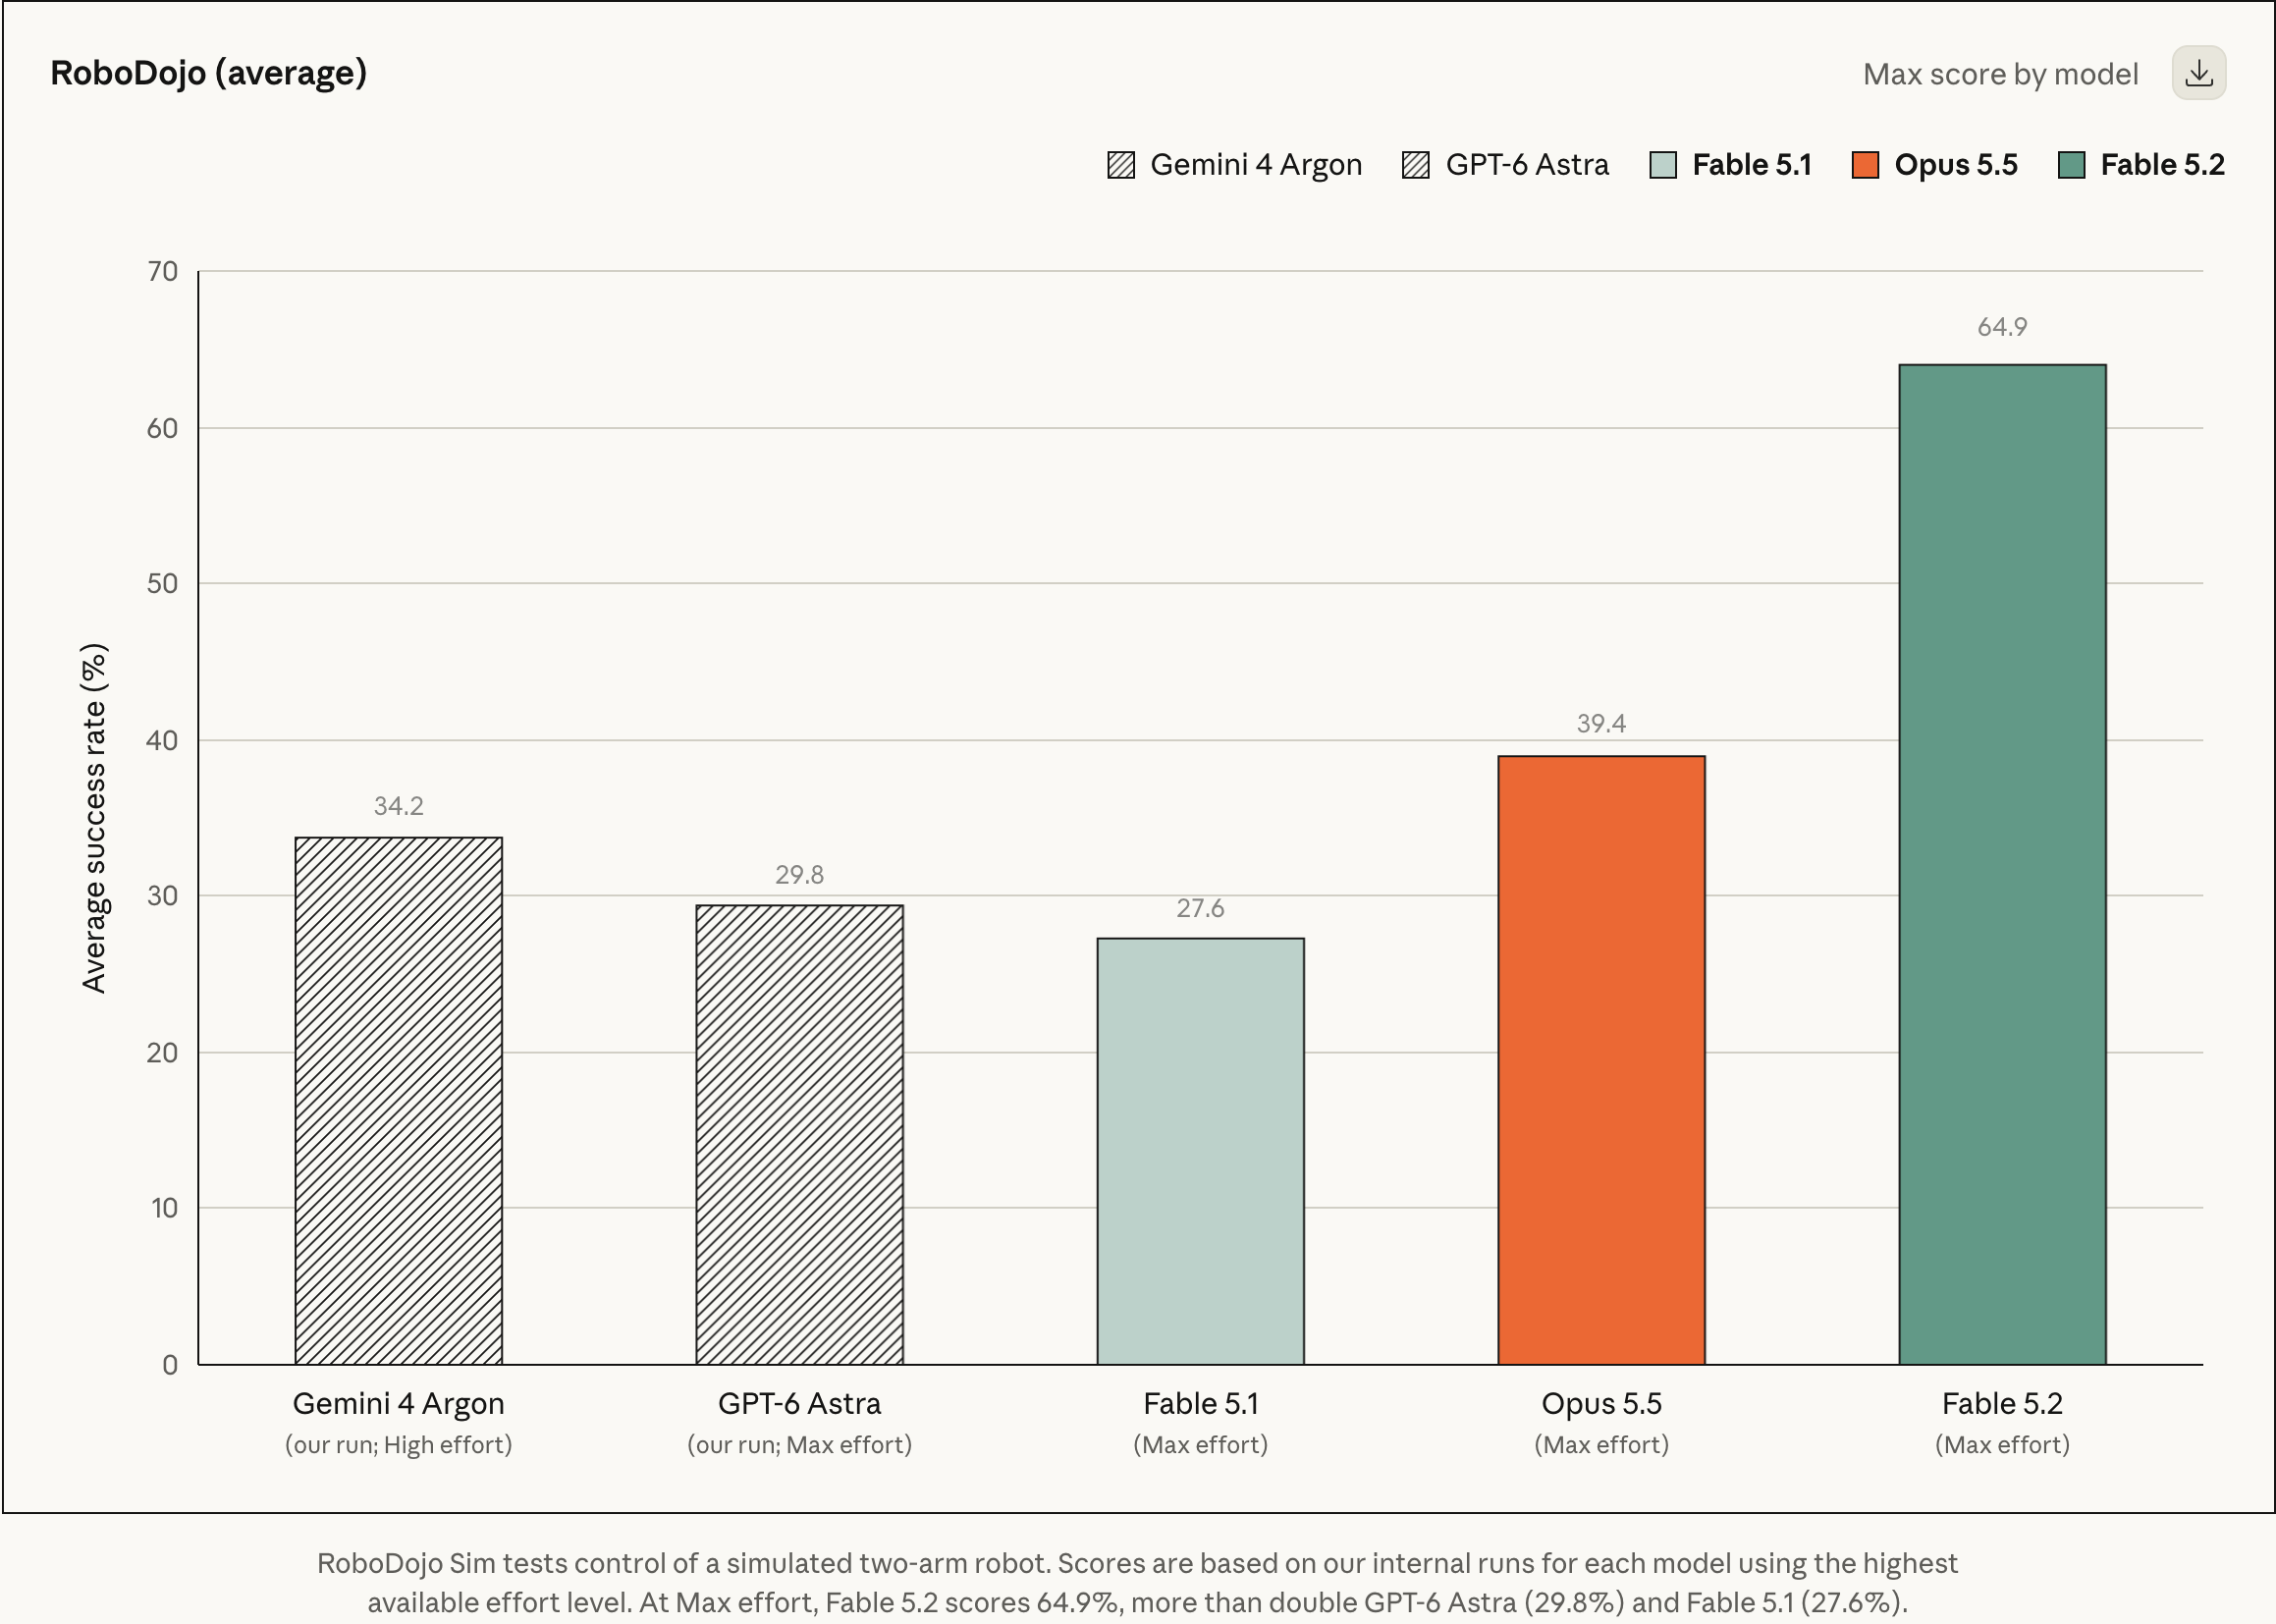 RoboDojo (average)
Max score by model
Gemini 4 Argon
GPT-6 Astra
Fable 5.1
Opus 5.5
Fable 5.2
Average success rate (%)
70
60
50
40
30
20
10
0
34.2
29.8
27.6
39.4
64.9
Gemini 4 Argon
(our run; High effort)
GPT-6 Astra
(our run; Max effort)
Fable 5.1
(Max effort)
Opus 5.5
(Max effort)
Fable 5.2
(Max effort)
RoboDojo Sim tests control of a simulated two-arm robot. Scores are based on our internal runs for each model using the highest
available effort level. At Max effort, Fable 5.2 scores 64.9%, more than double GPT-6 Astra (29.8%) and Fable 5.1 (27.6%).